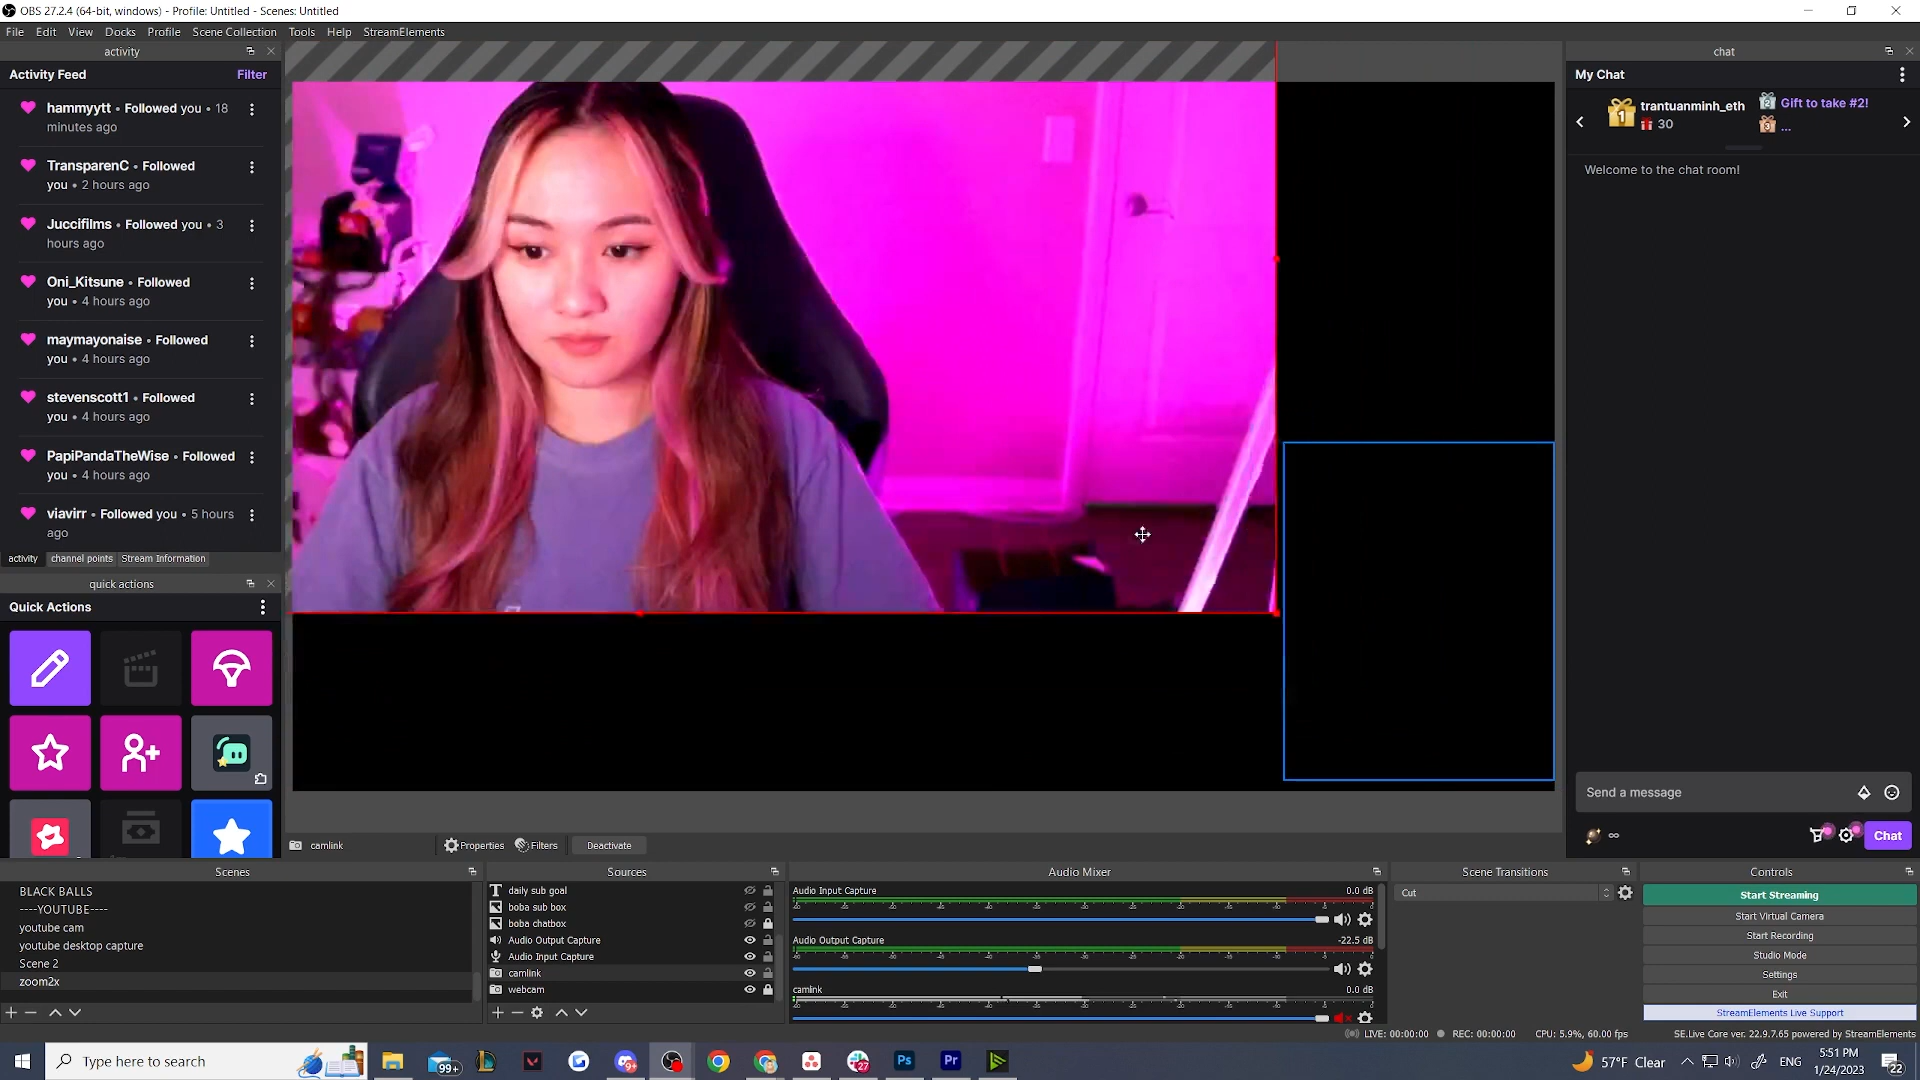 OBS 27.2.4 (64-bit, windows) - Profile: Untitled - Scenes: Untitled
File Edit View Docks Profile Scene Collection Tools Help StreamElements
activity
Activity Feed Filter
hammyytt • Followed you • 18
minutes ago
TransparenC • Followed
you • 2 hours ago
Juccifilms • Followed you • 3
hours ago
Oni_Kitsune • Followed
you • 4 hours ago
maymayonaise • Followed
you • 4 hours ago
stevenscott1 • Followed
you • 4 hours ago
PapiPandaTheWise • Followed
you • 4 hours ago
viavirr • Followed you • 5 hours
ago
activity channel points Stream Information
quick actions
Quick Actions
chat
My Chat
1 trantuanminh_eth
30
2 Gift to take #2!
3 ...
Welcome to the chat room!
Send a message
∞ Chat
camlink Properties Filters Deactivate
Scenes
BLACK BALLS
----YOUTUBE----
youtube cam
youtube desktop capture
Scene 2
zoom2x
Sources
daily sub goal
boba sub box
boba chatbox
Audio Output Capture
Audio Input Capture
camlink
webcam
Audio Mixer
Audio Input Capture 0.0 dB
Audio Output Capture -22.5 dB
camlink 0.0 dB
Scene Transitions
Cut
Controls
Start Streaming
Start Virtual Camera
Start Recording
Studio Mode
Settings
Exit
StreamElements Live Support
LIVE: 00:00:00 REC: 00:00:00 CPU: 5.9%, 60.00 fps SE.Live Core ver. 22.9.7.65 powered by StreamElements
Type here to search
99+
27
Ps
Pr
57°F Clear
ENG
5:51 PM
1/24/2023
22